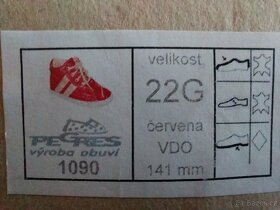 velikost
22G
červená
VDO
141 mm
PEGRES
výroba obuvi
1090